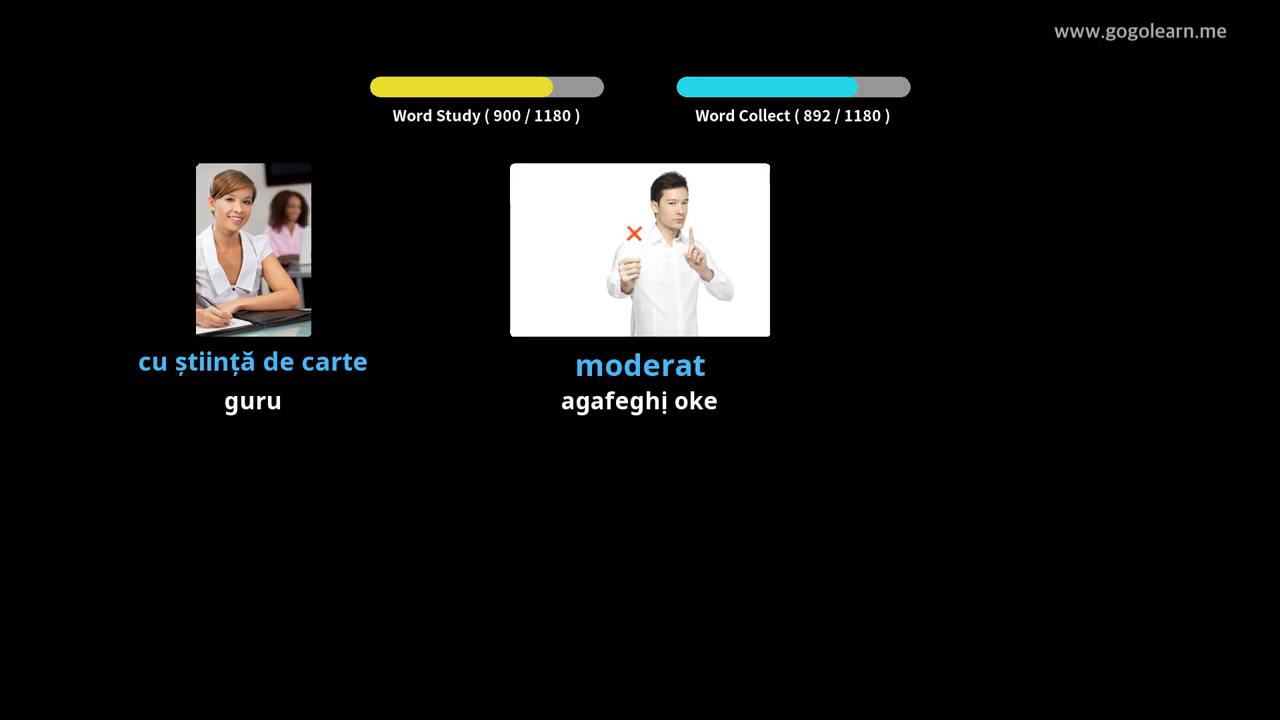 www.gogolearn.me
Word Study ( 900 / 1180 )
Word Collect ( 892 / 1180 )
cu știință de carte
guru
moderat
agafeghị oke